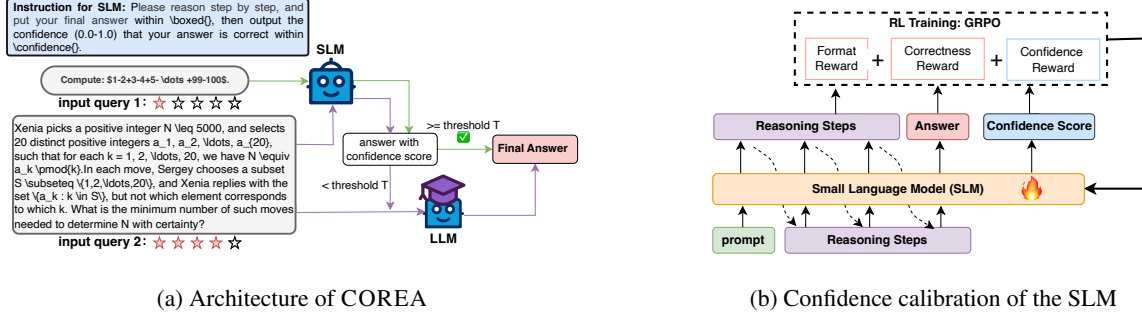 Instruction for SLM: Please reason step by step, and
put your final answer within \boxed{}, then output the
confidence (0.0-1.0) that your answer is correct within
\confidence{}.
SLM
Compute: $1-2+3-4+5- \dots +99-100$.
input query 1:
Xenia picks a positive integer N \leq 5000, and selects
20 distinct positive integers a_1, a_2, \ldots, a_{20},
such that for each k = 1, 2, \ldots, 20, we have N \equiv
a_k \pmod{k}.In each move, Sergey chooses a subset
S \subseteq \{1,2,\ldots,20\}, and Xenia replies with the
set \{a_k : k \in S\}, but not which element corresponds
to which k. What is the minimum number of such moves
needed to determine N with certainty?
input query 2:
answer with
confidence score
>= threshold T
Final Answer
< threshold T
LLM
(a) Architecture of COREA
RL Training: GRPO
Format
Reward
+
Correctness
Reward
+
Confidence
Reward
Reasoning Steps
Answer
Confidence Score
Small Language Model (SLM)
prompt
Reasoning Steps
(b) Confidence calibration of the SLM